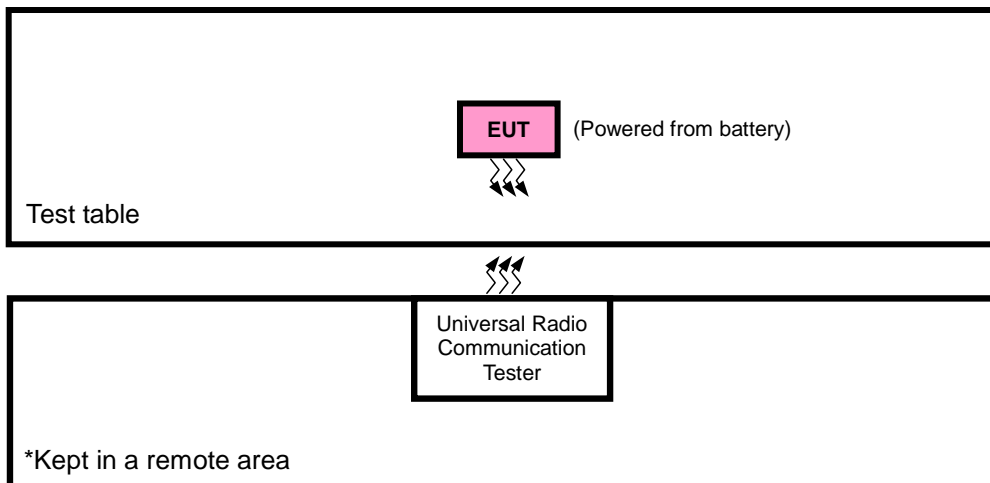 EUT
(Powered from battery)
Test table
Universal Radio
Communication
Tester
*Kept in a remote area